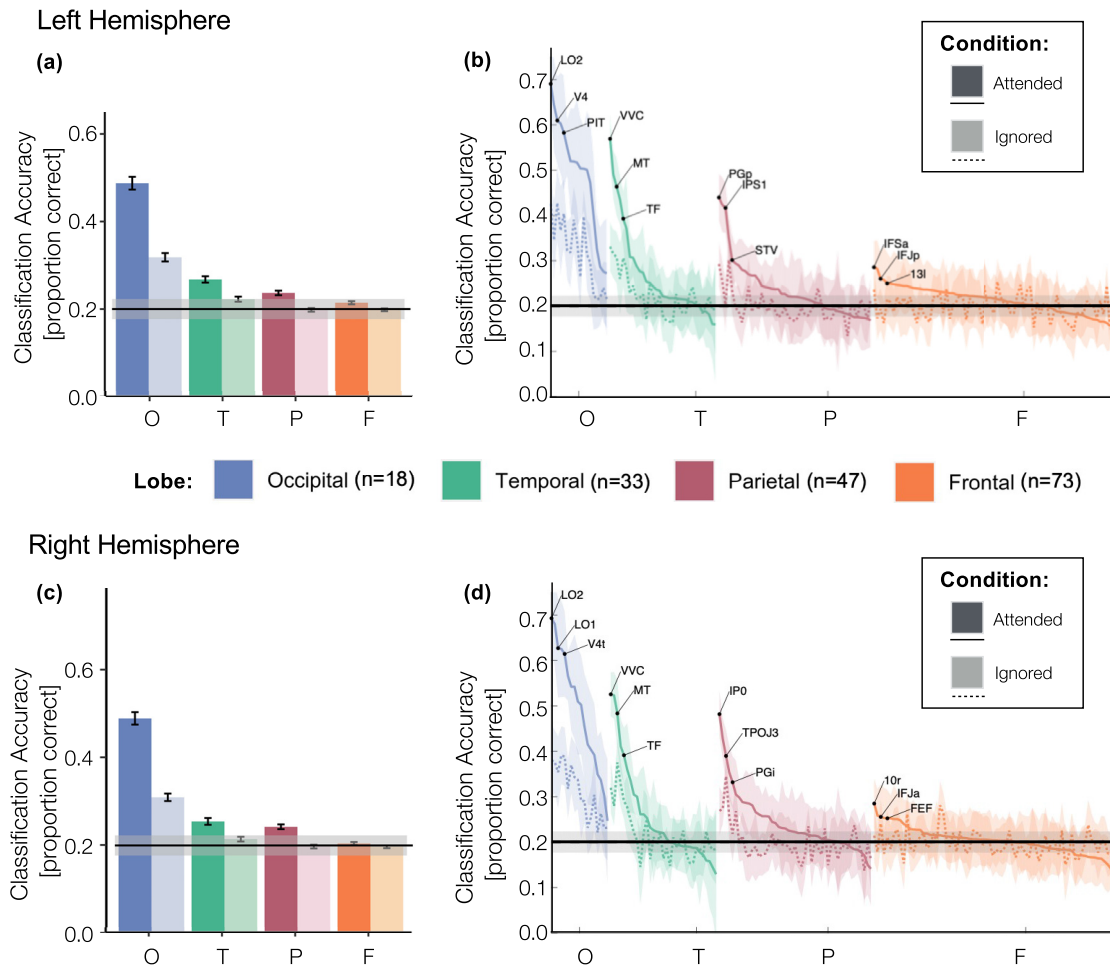 Left Hemisphere
(a)
Classification Accuracy
[proportion correct]
0.6
0.4
0.2
0.0
O T P F
(b)
Classification Accuracy
[proportion correct]
0.7
0.6
0.5
0.4
0.3
0.2
0.1
0.0
LO2
V4
PIT
VVC
MT
TF
PGp
IPS1
STV
IFSa
IFJp
13l
O T P F
Condition:
Attended
Ignored
Lobe: Occipital (n=18) Temporal (n=33) Parietal (n=47) Frontal (n=73)
Right Hemisphere
(c)
Classification Accuracy
[proportion correct]
0.6
0.4
0.2
0.0
O T P F
(d)
Classification Accuracy
[proportion correct]
0.7
0.6
0.5
0.4
0.3
0.2
0.1
0.0
LO2
LO1
V4t
VVC
MT
TF
IP0
TPOJ3
PGi
10r
IFJa
FEF
O T P F
Condition:
Attended
Ignored